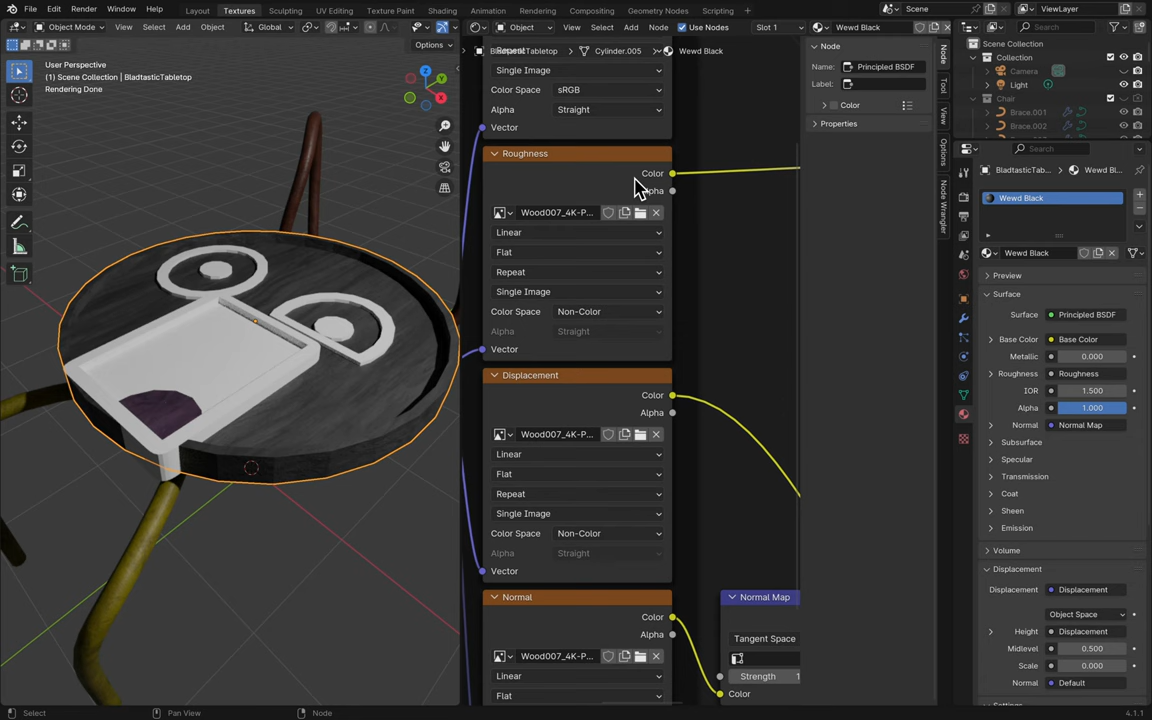 File Edit Render Window Help Layout Textures Sculpting UV Editing Texture Paint Shading Animation Rendering Compositing Geometry Nodes Scripting Scene ViewLayer
Object Mode View Select Add Object Global
Options
User Perspective
(1) Scene Collection | BladtasticTabletop
Rendering Done
Object View Select Add Node Use Nodes Slot 1 Wewd Black
Cylinder.005 Wewd Black
Single Image
Color Space sRGB
Alpha Straight
Vector
Roughness
Color
Wood007_4K-P...
Linear
Flat
Repeat
Single Image
Color Space Non-Color
Alpha Straight
Vector
Displacement
Color
Alpha
Wood007_4K-P...
Linear
Flat
Repeat
Single Image
Color Space Non-Color
Alpha Straight
Vector
Normal
Color
Alpha
Wood007_4K-P...
Linear
Flat
Normal Map
Tangent Space
Strength
Color
Node
Name: Principled BSDF
Label:
Color
Properties
Node
Tool
View
Options
Node Wrangler
Search
Scene Collection
Collection
Camera
Light
Chair
Brace.001
Brace.002
Search
BladtasticTab... Wewd Bl...
Wewd Black
Wewd Black
Preview
Surface
Surface Principled BSDF
Base Color Base Color
Metallic 0.000
Roughness Roughness
IOR 1.500
Alpha 1.000
Normal Normal Map
Subsurface
Specular
Transmission
Coat
Sheen
Emission
Volume
Displacement
Displacement Displacement
Object Space
Height Displacement
Midlevel 0.500
Scale 0.000
Normal Default
Select Pan View Node 4.1.1